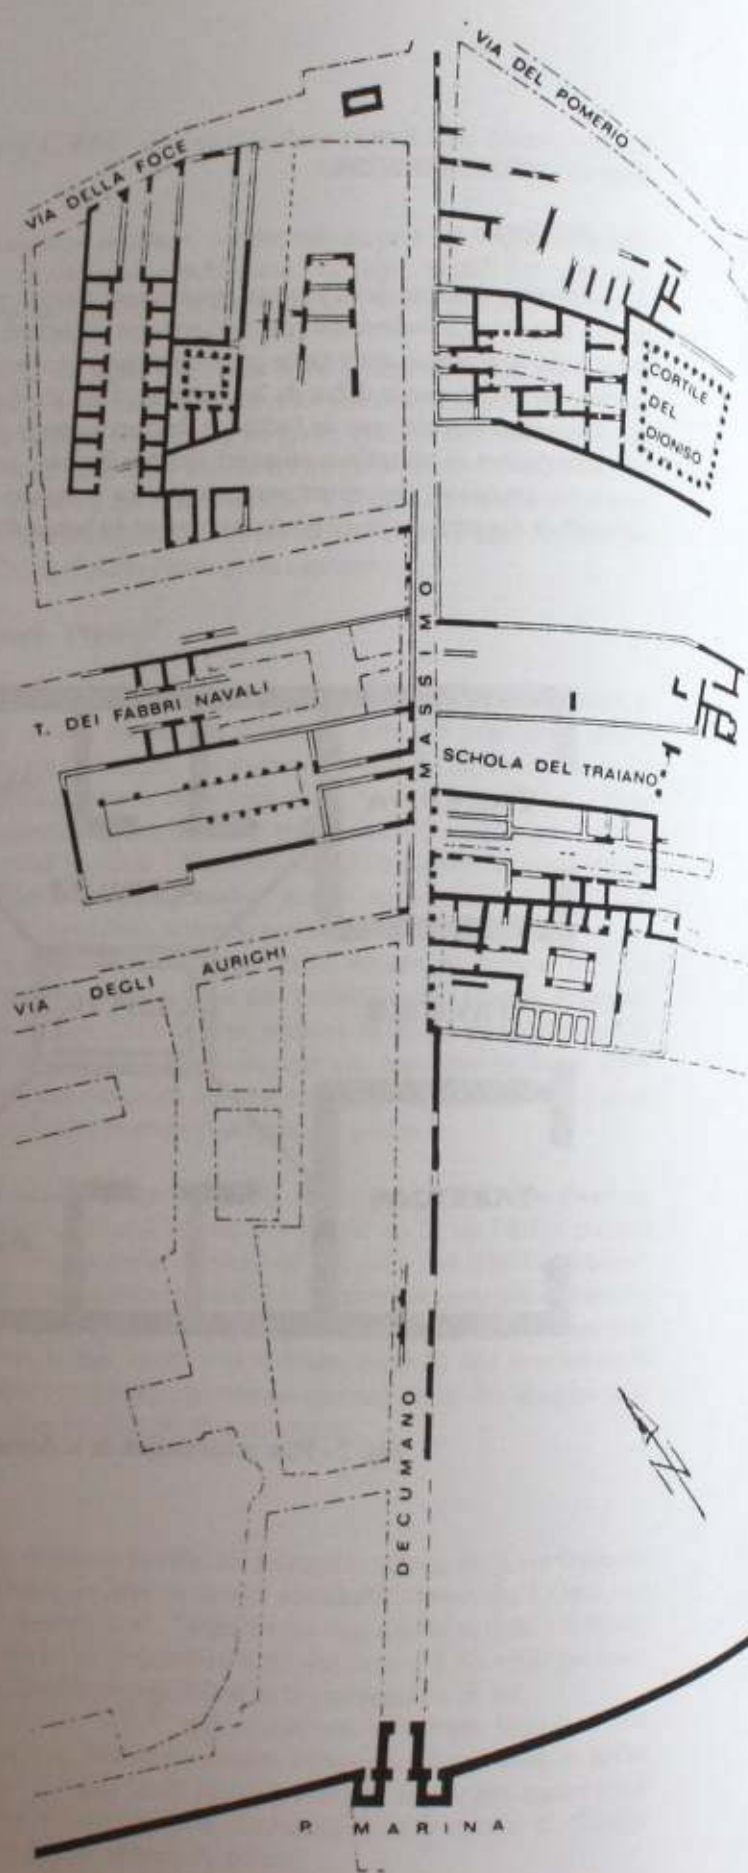 VIA DEL POMERIO
VIA DELLA FOCE
CORTILE
DEL
DIONISO
T. DEI FABBRI NAVALI
SCHOLA DEL TRAIANO
VIA DEGLI AURIGHI
DECUMANO MASSIMO
P. MARINA